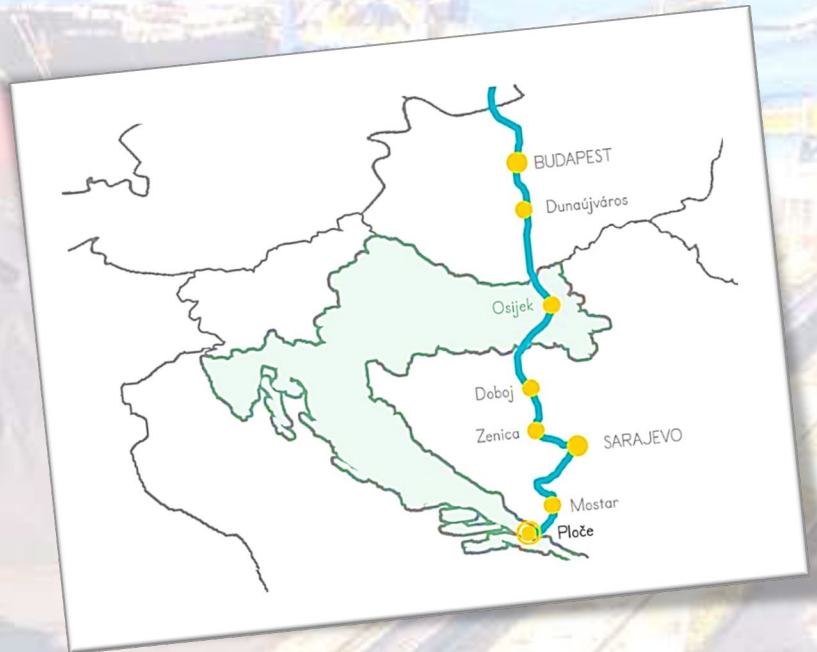 BUDAPEST
Dunaújváros
Osijek
Doboj
Zenica
SARAJEVO
Mostar
Ploče